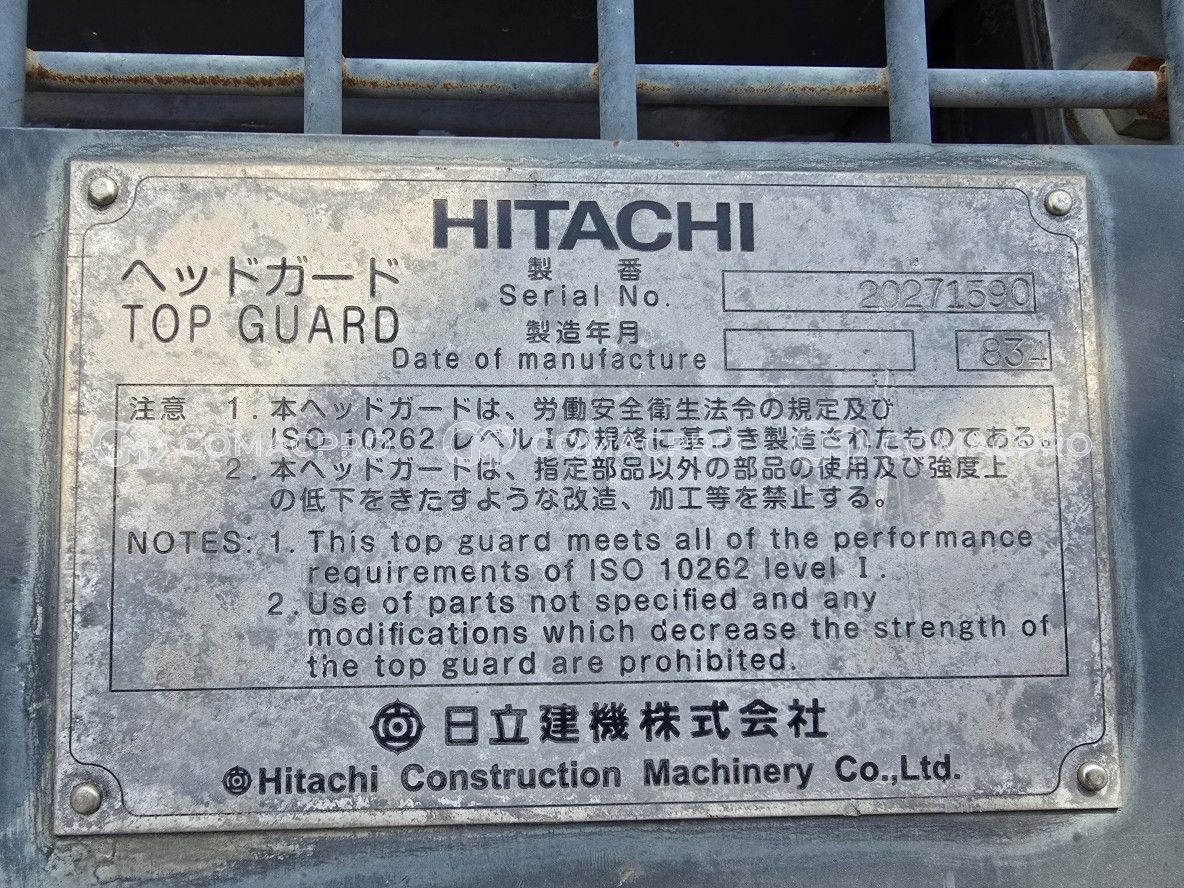 HITACHI
ヘッドガード
TOP GUARD
製 番
Serial No.
20271590
製造年月
Date of manufacture
834
注意 1. 本ヘッドガードは、労働安全衛生法令の規定及び
ISO 10262 レベルⅠの規格に基づき製造されたものである。
2. 本ヘッドガードは、指定部品以外の部品の使用及び強度上
の低下をきたすような改造、加工等を禁止する。
NOTES: 1. This top guard meets all of the performance
requirements of ISO 10262 level Ⅰ.
2. Use of parts not specified and any
modifications which decrease the strength of
the top guard are prohibited.
日立建機株式会社
Hitachi Construction Machinery Co.,Ltd.
COMACPRO COMACPRO COMACPRO